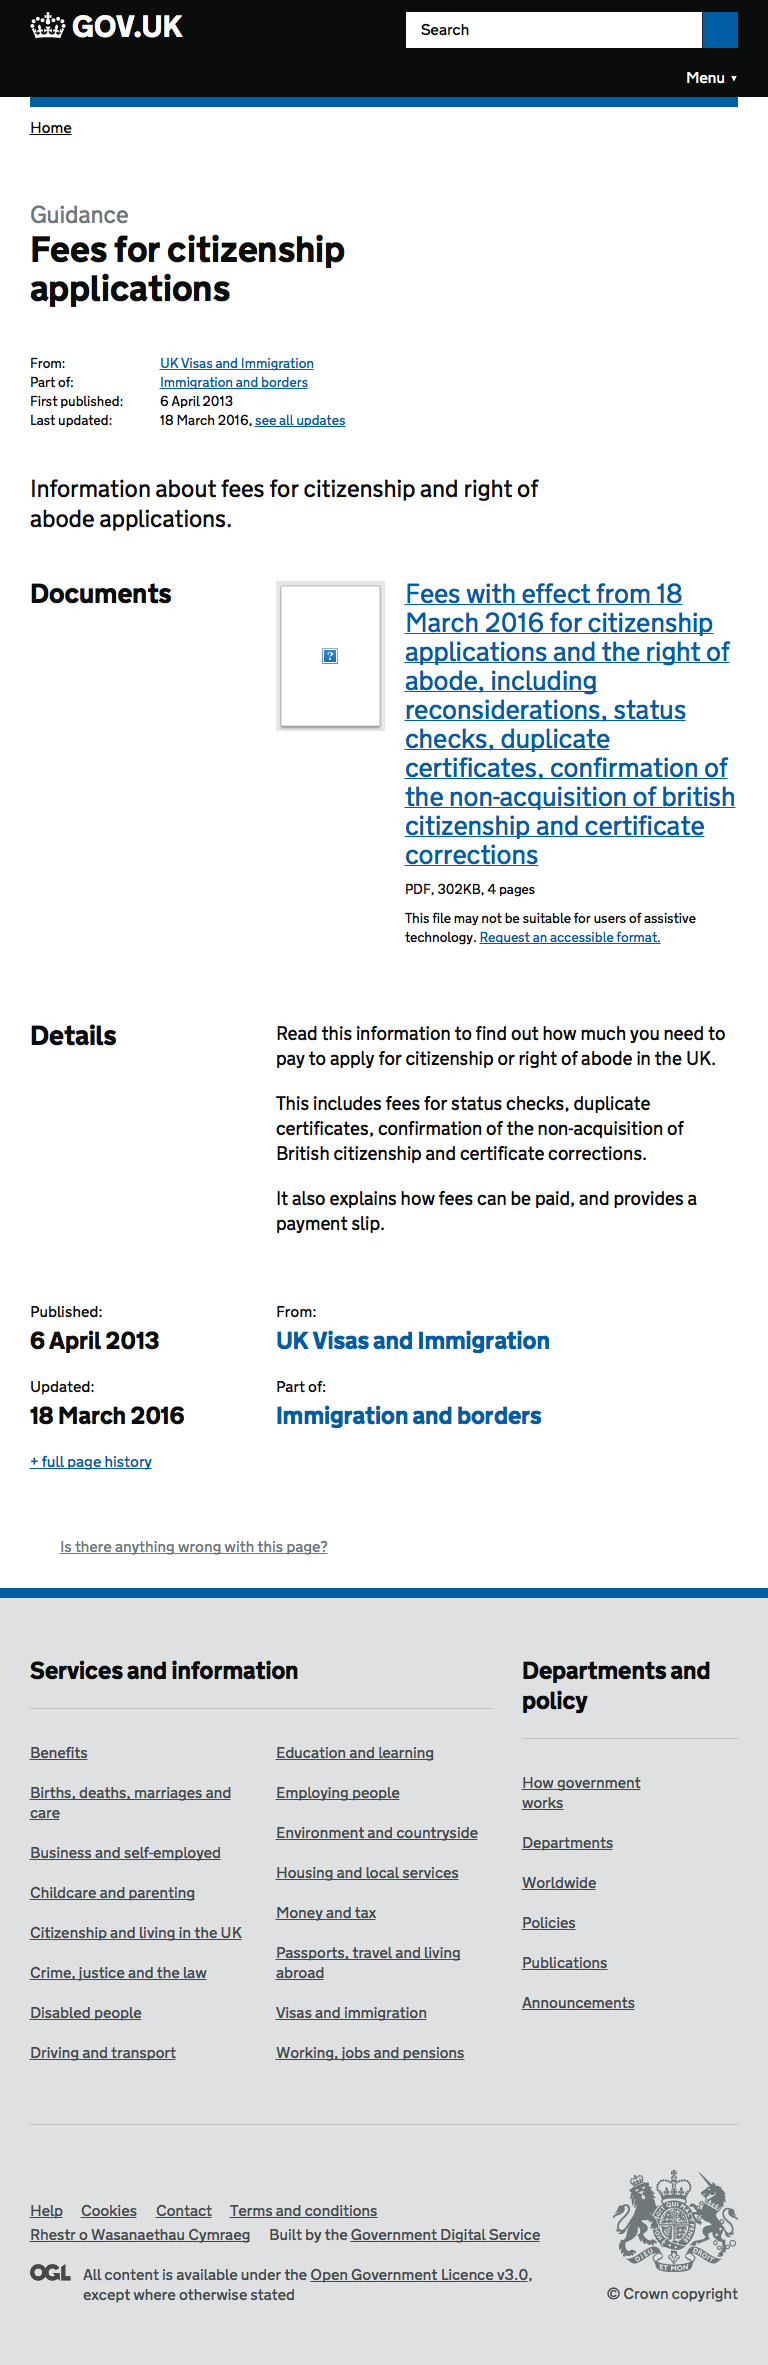 GOV.UK
Search
Menu ▼
Home
Guidance
Fees for citizenship
applications
From: UK Visas and Immigration
Part of: Immigration and borders
First published: 6 April 2013
Last updated: 18 March 2016, see all updates
Information about fees for citizenship and right of
abode applications.
Documents
Fees with effect from 18
March 2016 for citizenship
applications and the right of
abode, including
reconsiderations, status
checks, duplicate
certificates, confirmation of
the non-acquisition of british
citizenship and certificate
corrections
PDF, 302KB, 4 pages
This file may not be suitable for users of assistive
technology. Request an accessible format.
Details
Read this information to find out how much you need to
pay to apply for citizenship or right of abode in the UK.
This includes fees for status checks, duplicate
certificates, confirmation of the non-acquisition of
British citizenship and certificate corrections.
It also explains how fees can be paid, and provides a
payment slip.
Published:
6 April 2013
Updated:
18 March 2016
+ full page history
From:
UK Visas and Immigration
Part of:
Immigration and borders
Is there anything wrong with this page?
Services and information
Benefits
Births, deaths, marriages and
care
Business and self-employed
Childcare and parenting
Citizenship and living in the UK
Crime, justice and the law
Disabled people
Driving and transport
Education and learning
Employing people
Environment and countryside
Housing and local services
Money and tax
Passports, travel and living
abroad
Visas and immigration
Working, jobs and pensions
Departments and
policy
How government
works
Departments
Worldwide
Policies
Publications
Announcements
Help Cookies Contact Terms and conditions
Rhestr o Wasanaethau Cymraeg Built by the Government Digital Service
OGL All content is available under the Open Government Licence v3.0,
except where otherwise stated
DIEU ET MON DROIT
© Crown copyright